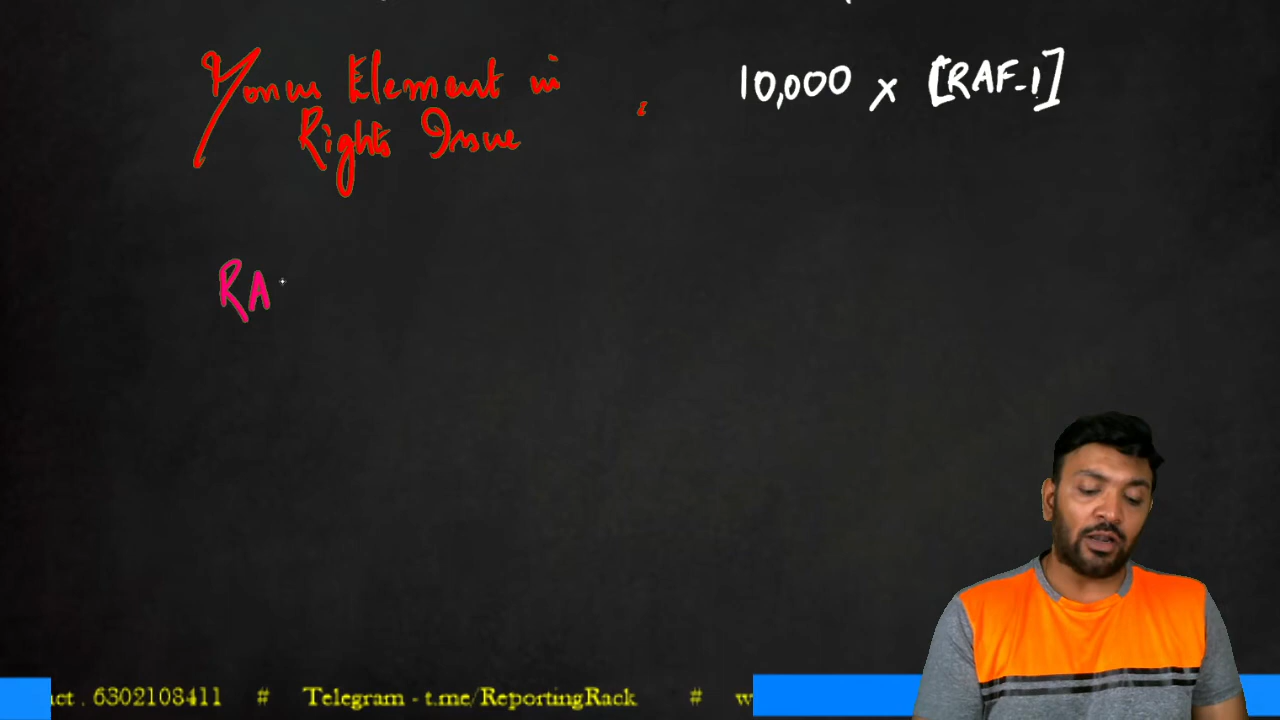 Bonus Element in
Rights Issue
:
10,000 x [RAF-1]
RA
act . 6302108411 # Telegram - t.me/ReportingRack # w